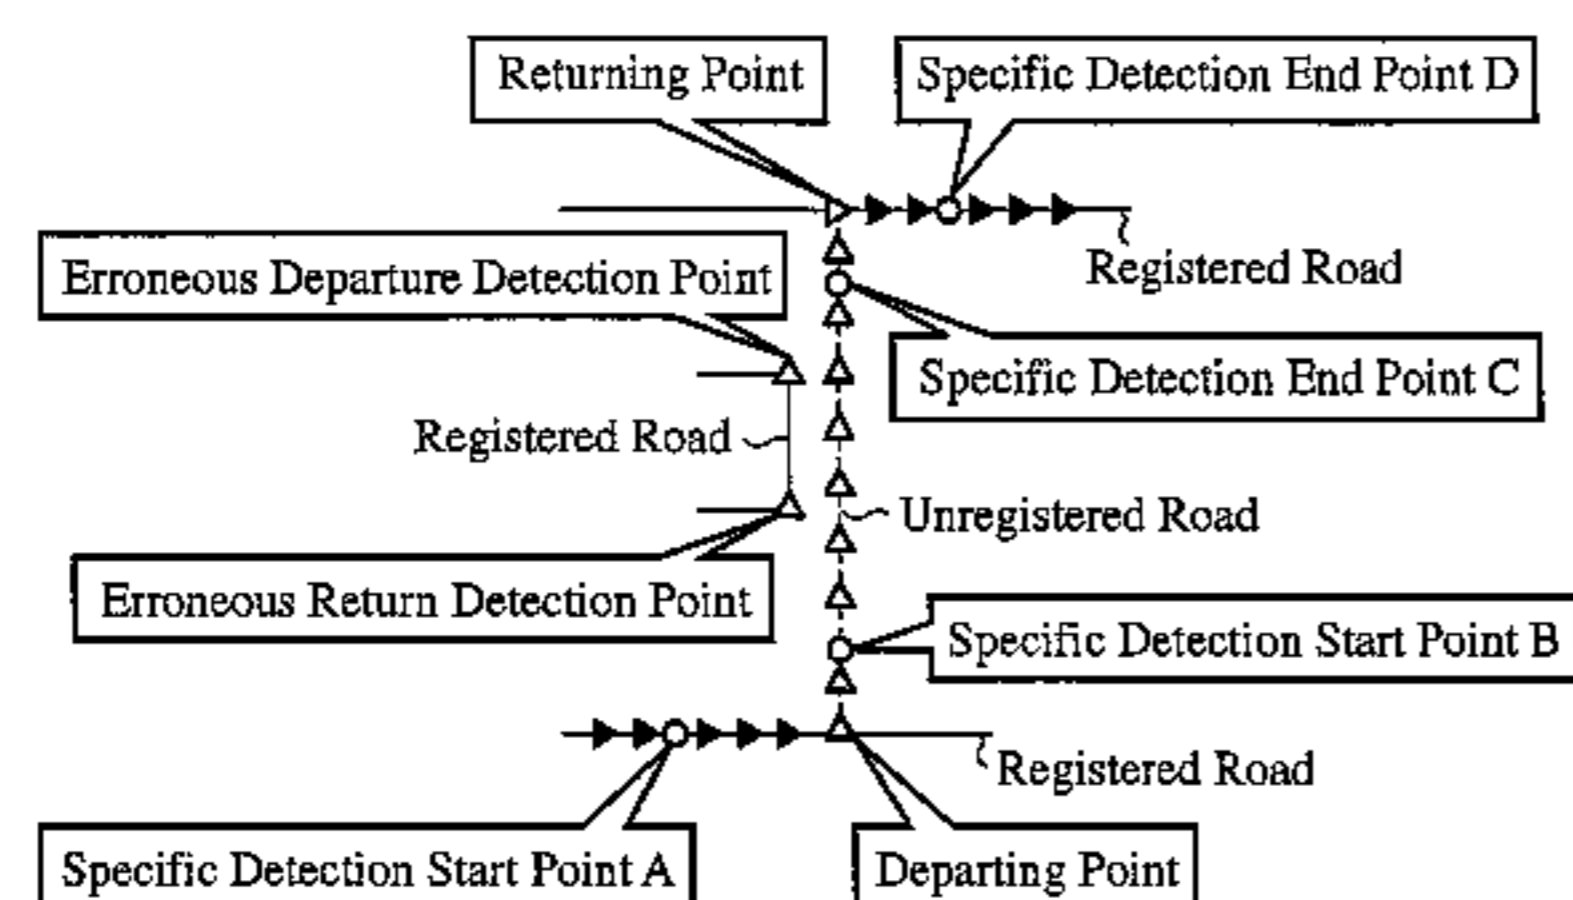 Returning Point
Specific Detection End Point D
Registered Road
Erroneous Departure Detection Point
Specific Detection End Point C
Registered Road
Unregistered Road
Erroneous Return Detection Point
Specific Detection Start Point B
Registered Road
Specific Detection Start Point A
Departing Point